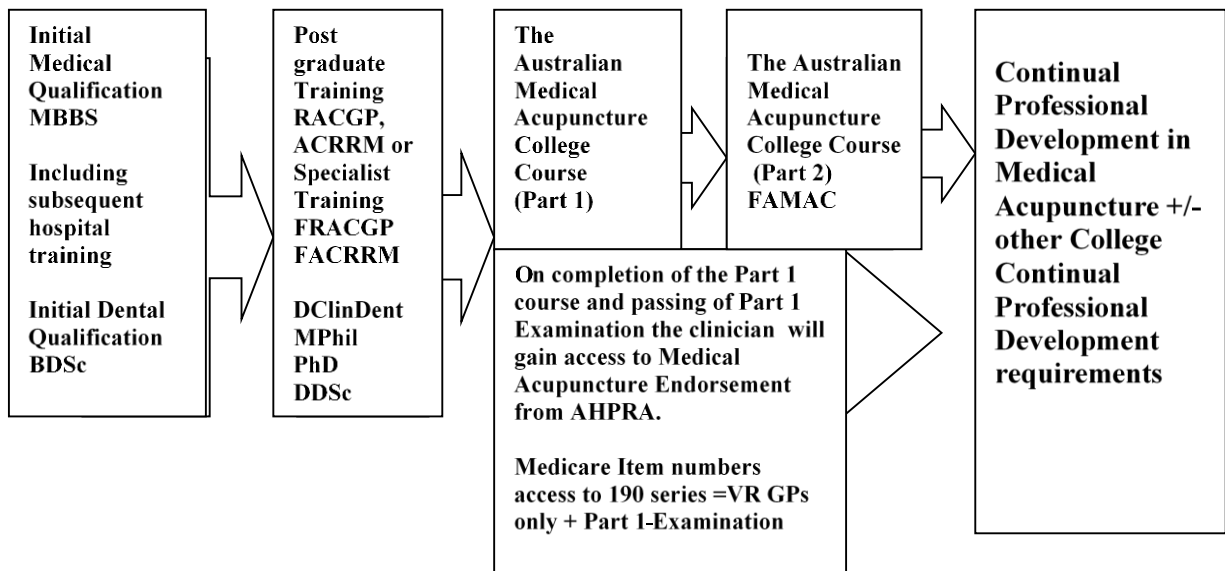 Initial
Medical
Qualification
MBBS
Including
subsequent
hospital
training
Initial Dental
Qualification
BDSc
Post
graduate
Training
RACGP,
ACRRM or
Specialist
Training
FRACGP
FACRRM
DClinDent
MPhil
PhD
DDSc
The
Australian
Medical
Acupuncture
College
Course
(Part 1)
The Australian
Medical
Acupuncture
College Course
(Part 2)
FAMAC
On completion of the Part 1
course and passing of Part 1
Examination the clinician will
gain access to Medical
Acupuncture Endorsement
from AHPRA.
Medicare Item numbers
access to 190 series =VR GPs
only + Part 1-Examination
Continual
Professional
Development in
Medical
Acupuncture +/-
other College
Continual
Professional
Development
requirements